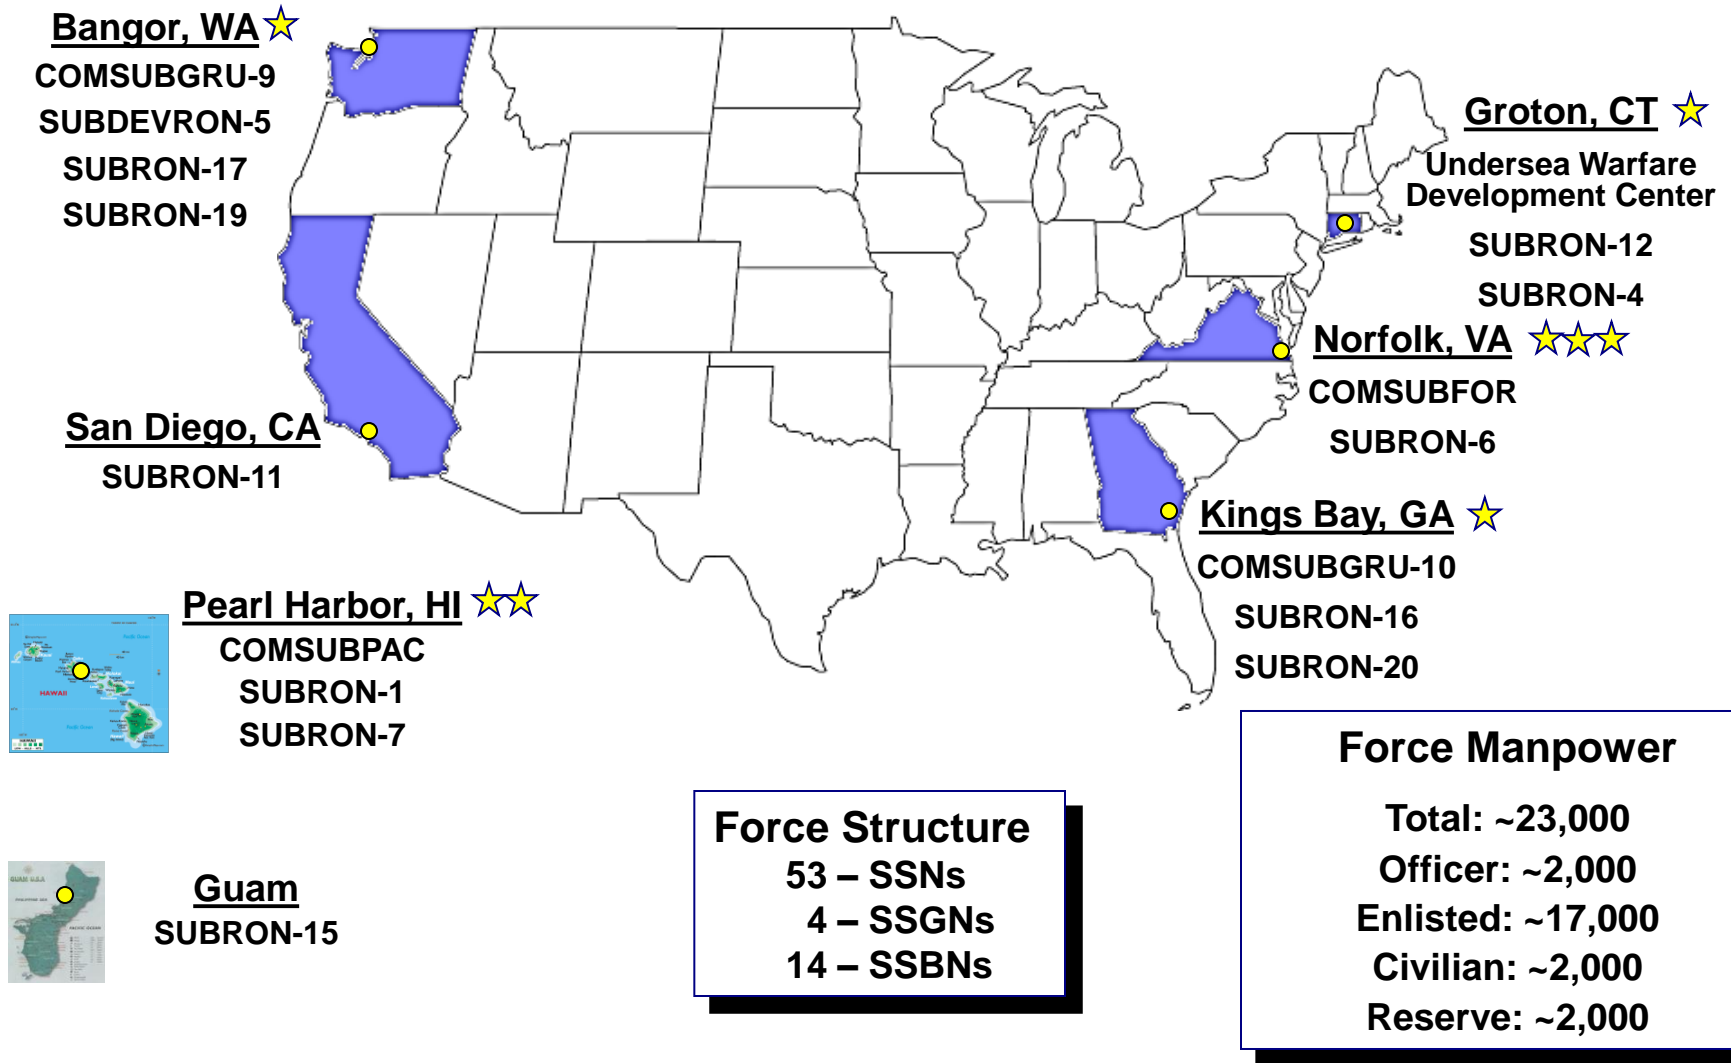 Bangor, WA
COMSUBGRU-9
SUBDEVRON-5
SUBRON-17
SUBRON-19
San Diego, CA
SUBRON-11
Pearl Harbor, HI
COMSUBPAC
SUBRON-1
SUBRON-7
HAWAII
Guam
SUBRON-15
GUAM U.S.A
Groton, CT
Undersea Warfare
Development Center
SUBRON-12
SUBRON-4
Norfolk, VA
COMSUBFOR
SUBRON-6
Kings Bay, GA
COMSUBGRU-10
SUBRON-16
SUBRON-20
Force Structure
53 – SSNs
4 – SSGNs
14 – SSBNs
Force Manpower
Total: ~23,000
Officer: ~2,000
Enlisted: ~17,000
Civilian: ~2,000
Reserve: ~2,000